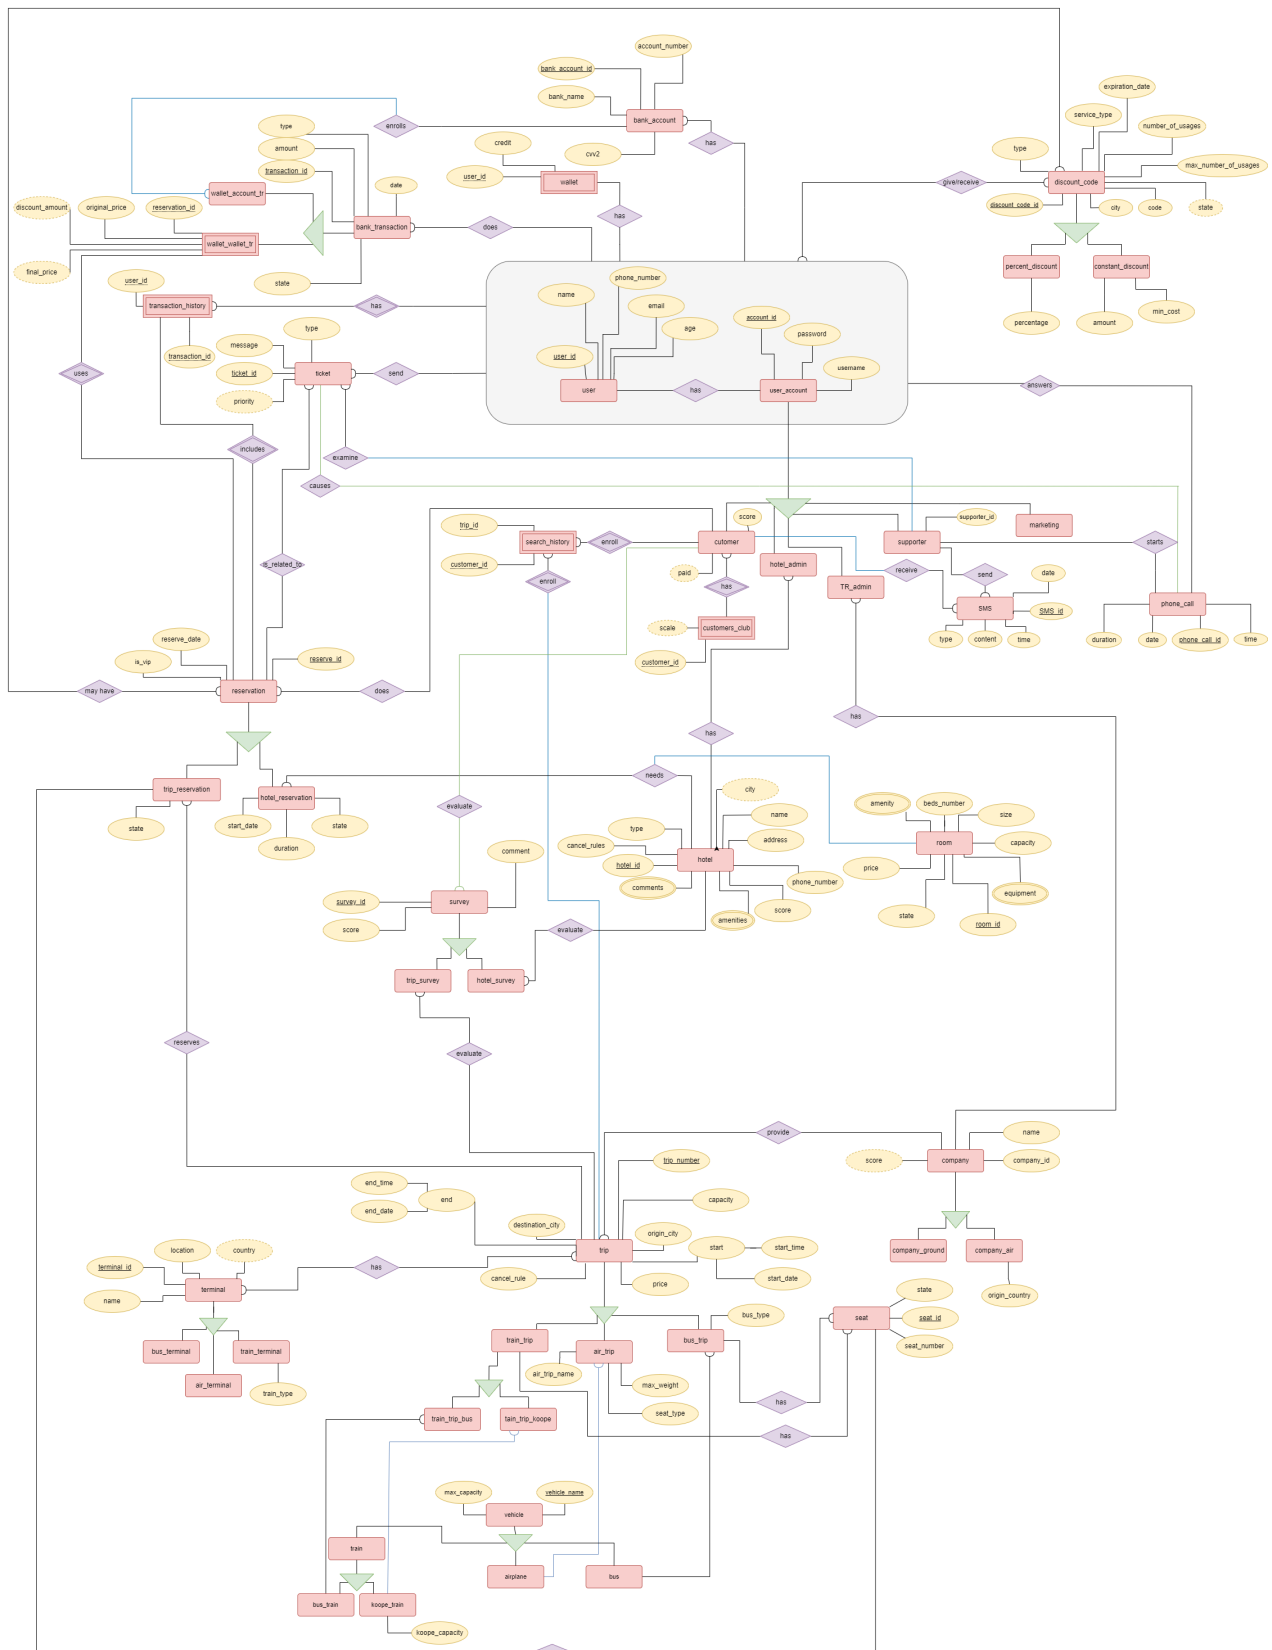 account_number
bank_account_id
expiration_date
bank_name
service_type
bank_account
enrolls
type
number_of_usages
credit
has
type
amount
cvv2
max_number_of_usages
transaction_id
user_id
wallet
give/receive
discount_code
wallet_account_tr
date
discount_amount
original_price
reservation_id
has
discount_code_id
city
code
state
bank_transaction
does
wallet_wallet_tr
final_price
phone_number
percent_discount
constant_discount
user_id
state
name
email
transaction_history
has
account_id
min_cost
type
age
password
percentage
amount
message
transaction_id
user_id
username
ticket_id
ticket
send
uses
answers
priority
user
has
user_account
includes
examine
causes
score
supporter_id
trip_id
marketing
search_history
enroll
cutomer
supporter
starts
customer_id
is_related_to
hotel_admin
receive
send
date
paid
enroll
has
TR_admin
SMS
phone_call
SMS_id
scale
customers_club
type
content
time
duration
date
phone_call_id
time
reserve_date
is_vip
reserve_id
customer_id
may have
reservation
does
has
has
needs
trip_reservation
hotel_reservation
city
amenity
beds_number
evaluate
name
size
state
start_date
state
type
address
duration
cancel_rules
room
capacity
comment
hotel_id
hotel
price
phone_number
comments
equipment
survey_id
survey
score
state
amenities
room_id
score
evaluate
trip_survey
hotel_survey
reserves
evaluate
provide
name
trip_number
score
company
company_id
end_time
end
capacity
end_date
destination_city
origin_city
location
country
trip
start
start_time
company_ground
company_air
terminal_id
has
cancel_rule
price
start_date
terminal
state
origin_country
name
bus_type
seat
seat_id
train_trip
bus_trip
bus_terminal
train_terminal
air_trip
seat_number
air_trip_name
air_terminal
max_weight
train_type
has
seat_type
train_trip_bus
tain_trip_koope
has
max_capacity
vehicle_name
vehicle
train
airplane
bus
bus_train
koope_train
koope_capacity